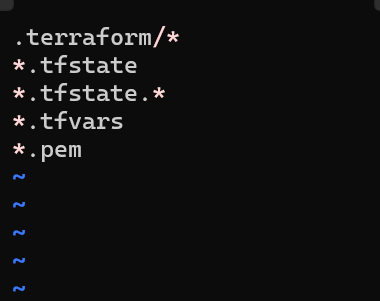 .terraform/*
*.tfstate
*.tfstate.*
*.tfvars
*.pem
~
~
~
~
~